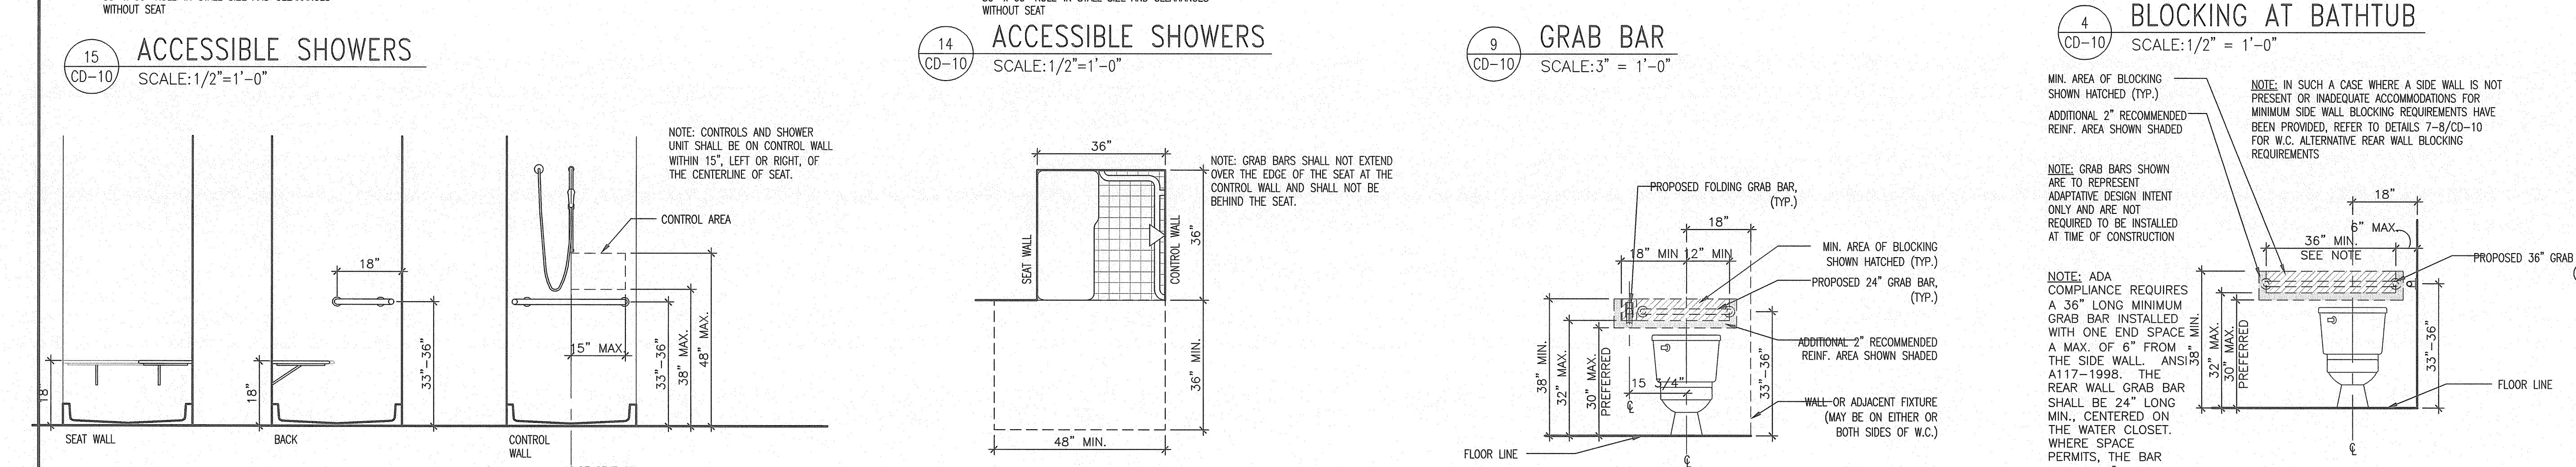 WITHOUT SEAT
15
CD-10
ACCESSIBLE SHOWERS
SCALE:1/2"=1'-0"
NOTE: CONTROLS AND SHOWER
UNIT SHALL BE ON CONTROL WALL
WITHIN 15", LEFT OR RIGHT, OF
THE CENTERLINE OF SEAT.
CONTROL AREA
18"
15" MAX.
18"
18"
33"-36"
33"-36"
38" MAX.
48" MAX.
SEAT WALL
BACK
CONTROL
WALL
WITHOUT SEAT
14
CD-10
ACCESSIBLE SHOWERS
SCALE:1/2"=1'-0"
36"
NOTE: GRAB BARS SHALL NOT EXTEND
OVER THE EDGE OF THE SEAT AT THE
CONTROL WALL AND SHALL NOT BE
BEHIND THE SEAT.
SEAT WALL
CONTROL WALL
36"
36" MIN.
48" MIN.
9
CD-10
GRAB BAR
SCALE:3" = 1'-0"
PROPOSED FOLDING GRAB BAR,
(TYP.)
18"
18" MIN
12" MIN.
MIN. AREA OF BLOCKING
SHOWN HATCHED (TYP.)
PROPOSED 24" GRAB BAR,
(TYP.)
ADDITIONAL 2" RECOMMENDED
REINF. AREA SHOWN SHADED
38" MIN.
32" MAX.
30" MAX.
PREFERRED
15 3/4"
33"-36"
WALL OR ADJACENT FIXTURE
(MAY BE ON EITHER OR
BOTH SIDES OF W.C.)
FLOOR LINE
4
CD-10
BLOCKING AT BATHTUB
SCALE:1/2" = 1'-0"
MIN. AREA OF BLOCKING
SHOWN HATCHED (TYP.)
ADDITIONAL 2" RECOMMENDED
REINF. AREA SHOWN SHADED
NOTE: IN SUCH A CASE WHERE A SIDE WALL IS NOT
PRESENT OR INADEQUATE ACCOMMODATIONS FOR
MINIMUM SIDE WALL BLOCKING REQUIREMENTS HAVE
BEEN PROVIDED, REFER TO DETAILS 7-8/CD-10
FOR W.C. ALTERNATIVE REAR WALL BLOCKING
REQUIREMENTS
NOTE: GRAB BARS SHOWN
ARE TO REPRESENT
ADAPTATIVE DESIGN INTENT
ONLY AND ARE NOT
REQUIRED TO BE INSTALLED
AT TIME OF CONSTRUCTION
18"
6" MAX.
36" MIN.
SEE NOTE
PROPOSED 36" GRAB
NOTE: ADA
COMPLIANCE REQUIRES
A 36" LONG MINIMUM
GRAB BAR INSTALLED
WITH ONE END SPACE
A MAX. OF 6" FROM
THE SIDE WALL. ANSI
A117-1998. THE
REAR WALL GRAB BAR
SHALL BE 24" LONG
MIN., CENTERED ON
THE WATER CLOSET.
WHERE SPACE
PERMITS, THE BAR
38" MIN.
32" MAX.
30" MAX.
PREFERRED
33"-36"
FLOOR LINE